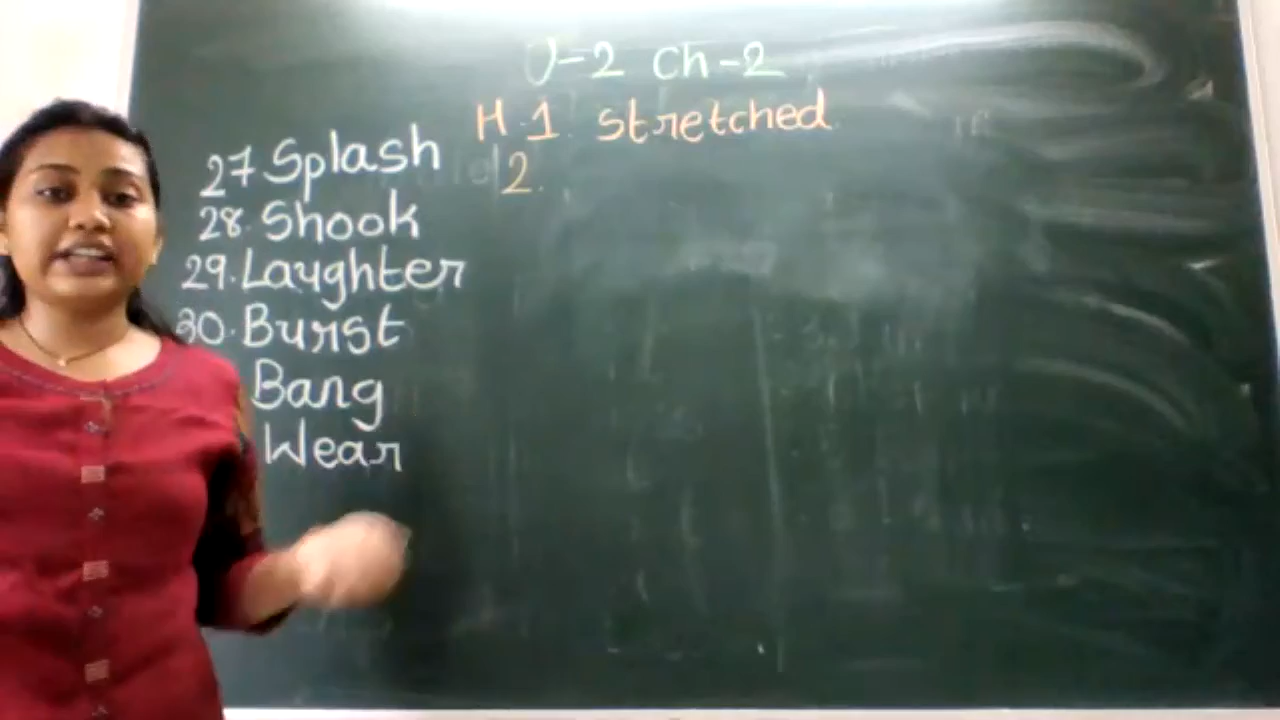 U-2 Ch-2
H.1. stretched
2.
27 Splash
28. Shook
29. Laughter
30. Burst
Bang
Wear